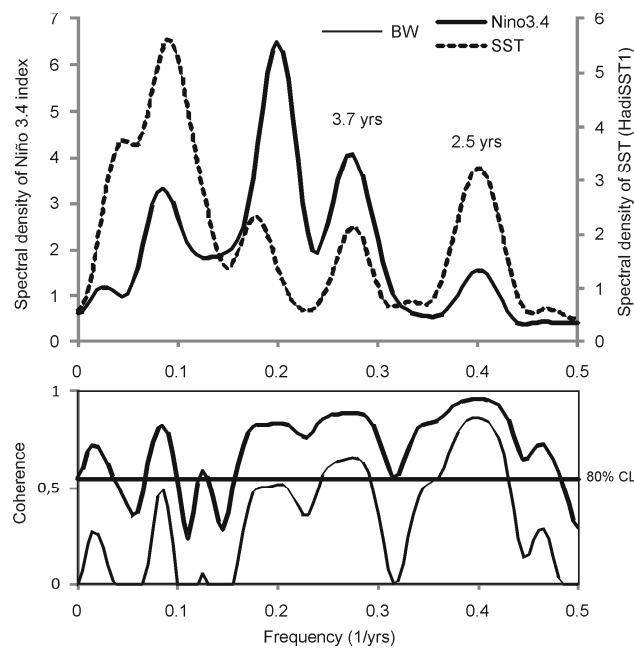 BW
Nino3.4
SST
Spectral density of Niño 3.4 index
7
6
5
4
3
2
1
0
6
5
4
3
2
1
0
Spectral density of SST (HadiSST1)
3.7 yrs
2.5 yrs
0 0.1 0.2 0.3 0.4 0.5
Coherence
1
0,5
0
80% CL
0 0.1 0.2 0.3 0.4 0.5
Frequency (1/yrs)